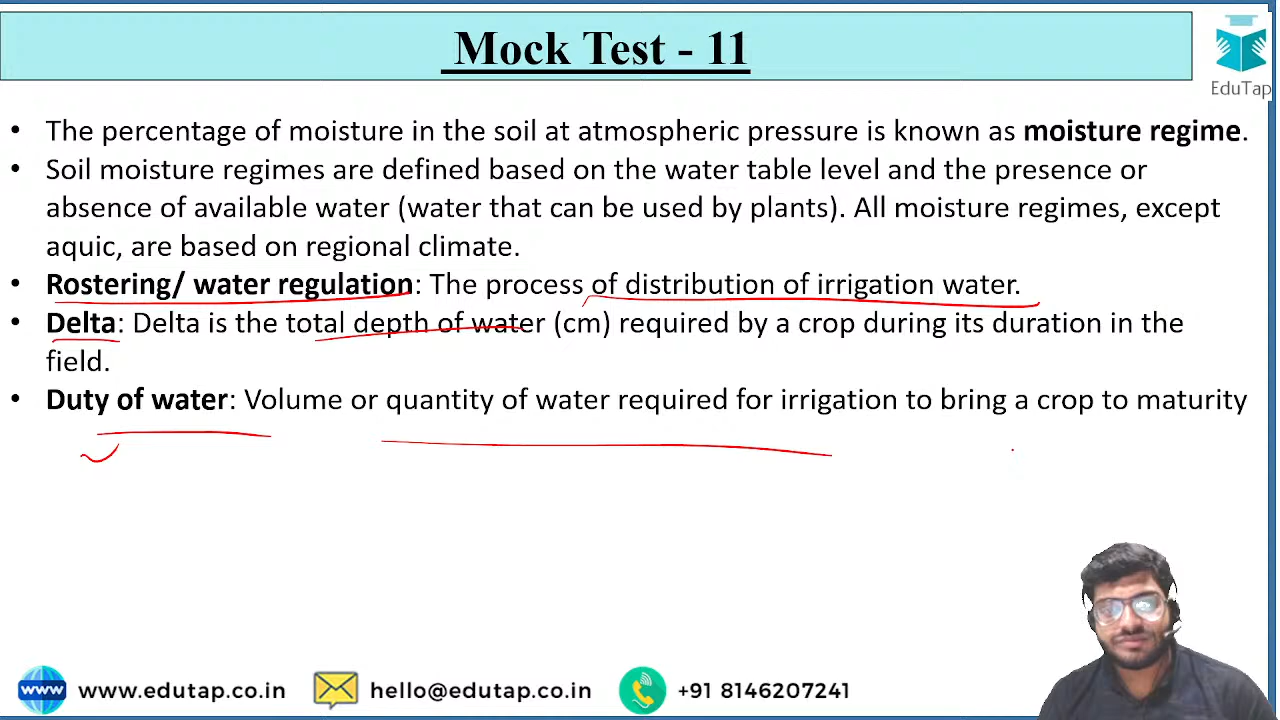 Mock Test - 11
EduTap
• The percentage of moisture in the soil at atmospheric pressure is known as moisture regime.
• Soil moisture regimes are defined based on the water table level and the presence or
absence of available water (water that can be used by plants). All moisture regimes, except
aquic, are based on regional climate.
• Rostering/ water regulation: The process of distribution of irrigation water.
• Delta: Delta is the total depth of water (cm) required by a crop during its duration in the
field.
• Duty of water: Volume or quantity of water required for irrigation to bring a crop to maturity
www www.edutap.co.in hello@edutap.co.in +91 8146207241